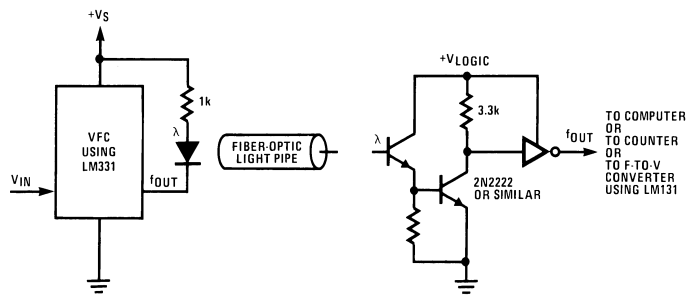 +VS
1k
λ
VFC
USING
LM331
VIN
fOUT
FIBER-OPTIC
LIGHT PIPE
+VLOGIC
3.3k
λ
2N2222
OR SIMILAR
fOUT
TO COMPUTER
OR
TO COUNTER
OR
TO F-TO-V
CONVERTER
USING LM131